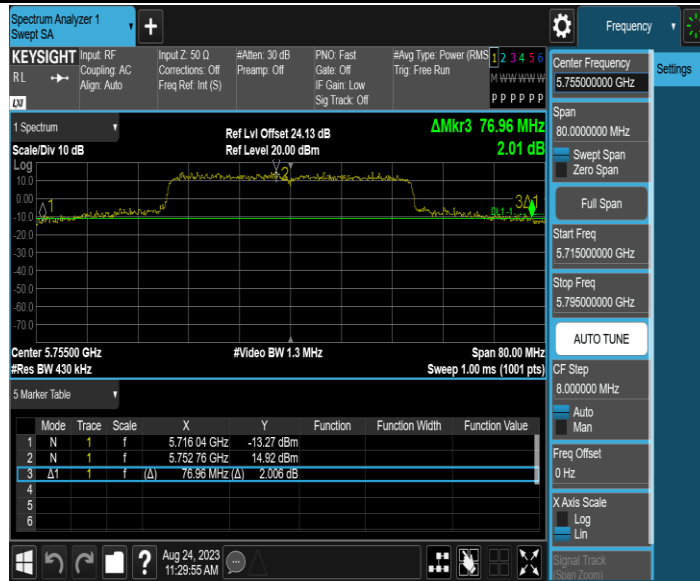 Spectrum Analyzer 1
Swept SA
+
Frequency
KEYSIGHT
RL
LXI
Input: RF
Coupling: AC
Align: Auto
Input Z: 50 Ω
Corrections: Off
Freq Ref: Int (S)
#Atten: 30 dB
Preamp: Off
PNO: Fast
Gate: Off
IF Gain: Low
Sig Track: Off
#Avg Type: Power (RMS
Trig: Free Run
1 2 3 4 5 6
M W W W W W
P P P P P P
Center Frequency
5.755000000 GHz
Settings
Span
80.0000000 MHz
Swept Span
Zero Span
Full Span
Start Freq
5.715000000 GHz
Stop Freq
5.795000000 GHz
AUTO TUNE
CF Step
8.000000 MHz
Auto
Man
Freq Offset
0 Hz
X Axis Scale
Log
Lin
Signal Track
(Span Zoom)
1 Spectrum
Scale/Div 10 dB
Ref Lvl Offset 24.13 dB
Ref Level 20.00 dBm
ΔMkr3 76.96 MHz
2.01 dB
Log
10.0
0.00
-10.0
-20.0
-30.0
-40.0
-50.0
-60.0
-70.0
1
2
3Δ1
Center 5.75500 GHz
#Video BW 1.3 MHz
Span 80.00 MHz
#Res BW 430 kHz
Sweep 1.00 ms (1001 pts)
5 Marker Table
Mode Trace Scale X Y Function Function Width Function Value
1 N 1 f 5.716 04 GHz -13.27 dBm
2 N 1 f 5.752 76 GHz 14.92 dBm
3 Δ1 1 f (Δ) 76.96 MHz (Δ) 2.006 dB
4
5
6
?
Aug 24, 2023
11:29:55 AM